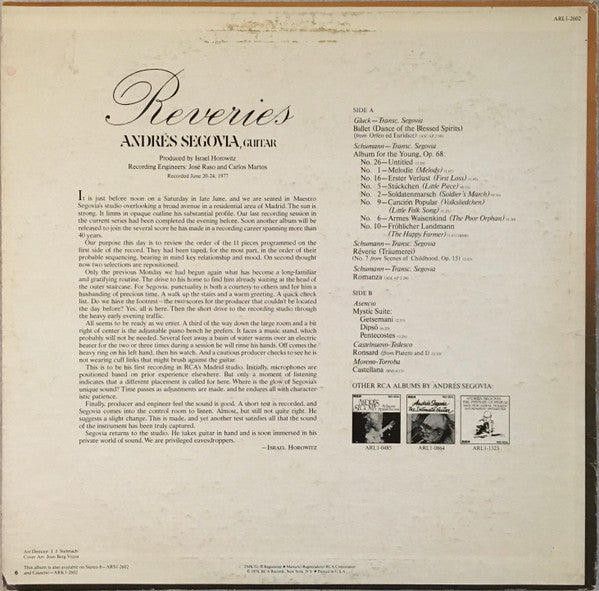 ARL1-2602
Reveries
ANDRÉS SEGOVIA, GUITAR
Produced by Israel Horowitz
Recording Engineers: José Raso and Carlos Martos
Recorded June 20-24, 1977
It is just before noon on a Saturday in late June, and we are seated in Maestro
Segovia's studio overlooking a broad avenue in a residential area of Madrid. The sun is
strong. It limns in opaque outline his substantial profile. Our last recording session in
the current series had been completed the evening before. Soon another album will be
released to join the several score he has made in a recording career spanning more than
40 years.
Our purpose this day is to review the order of the 11 pieces programmed on the
first side of the record. They had been taped, for the most part, in the order of their
probable sequencing, bearing in mind key relationship and mood. On second thought
now two selections are repositioned.
Only the previous Monday we had begun again what has become a long-familiar
and gratifying routine. The drive to his home to find him already waiting at the head of
the outer staircase. For Segovia, punctuality is both a courtesy to others and for him a
husbanding of precious time. A walk up the stairs and a warm greeting. A quick check
list. Do we have the footrest—the two scores for the producer that couldn't be located
the day before? Yes, all is here. Then the short drive to the recording studio through
the heavy early evening traffic.
All seems to be ready as we enter. A third of the way down the large room and a bit
right of center is the adjustable piano bench he prefers. It faces a music stand, which
probably will not be needed. Several feet away a basin of water warms over an electric
heater for the two or three times during a session he will rinse his hands. Off comes the
heavy ring on his left hand, then his watch. And a cautious producer checks to see he is
not wearing cuff links that might brush against the guitar.
This is to be his first recording in RCA's Madrid studio. Initially, microphones are
positioned based on prior experience elsewhere. But only a moment of listening
indicates that a different placement is called for here. Where is the glow of Segovia's
unique sound? Time passes as adjustments are made, and he endures all with charac-
teristic patience.
Finally, producer and engineer feel the sound is good. A short test is recorded, and
Segovia comes into the control room to listen. Almost, but still not quite right. He
suggests a slight change. This is made, and yet another test satisfies all that the sound
of the instrument has been truly captured.
Segovia returns to the studio. He takes guitar in hand and is soon immersed in his
private world of sound. We are privileged eavesdroppers.
—ISRAEL HOROWITZ
SIDE A
Gluck—Transc. Segovia
Ballet (Dance of the Blessed Spirits)
(from Orfeo ed Euridice)
Schumann—Transc. Segovia
Album for the Young, Op. 68:
No. 26—Untitled
No. 1—Melodie (Melody)
No. 16—Erster Verlust (First Loss)
No. 5—Stückchen (Little Piece)
No. 2—Soldatenmarsch (Soldier's March)
No. 9—Canción Popular (Volksliedchen)
(Little Folk Song)
No. 6—Armes Waisenkind (The Poor Orphan)
No. 10—Fröhlicher Landmann
(The Happy Farmer)
Schumann—Transc. Segovia
Rêverie (Träumerei)
(No. 7 from Scenes of Childhood, Op. 15)
Schumann—Transc. Segovia
Romanza
SIDE B
Asencio
Mystic Suite:
Getsemani
Dipsò
Pentecostes
Castelnuovo-Tedesco
Ronsard (from Platero and I)
Moreno-Torroba
Castellana
OTHER RCA ALBUMS BY ANDRÉS SEGOVIA:
ARL1-0485
ARL1-0864
ARL1-1323
Art Director: J. J. Stelmach
Cover Art: Joan Berg Victor
This album is also available on Stereo 8—ARS1-2602
and Cassette—ARK1-2602
6
TMK(S) ® Registered • Marca(s) Registrada(s) RCA Corporation
© 1978, RCA Records, New York, N.Y. • Printed in U.S.A.